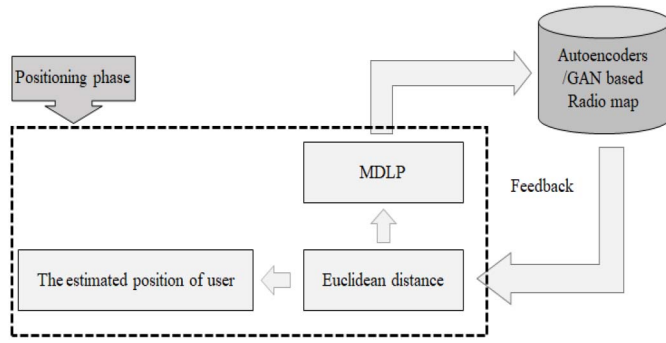 Positioning phase
Autoencoders
/GAN based
Radio map
MDLP
Feedback
The estimated position of user
Euclidean distance